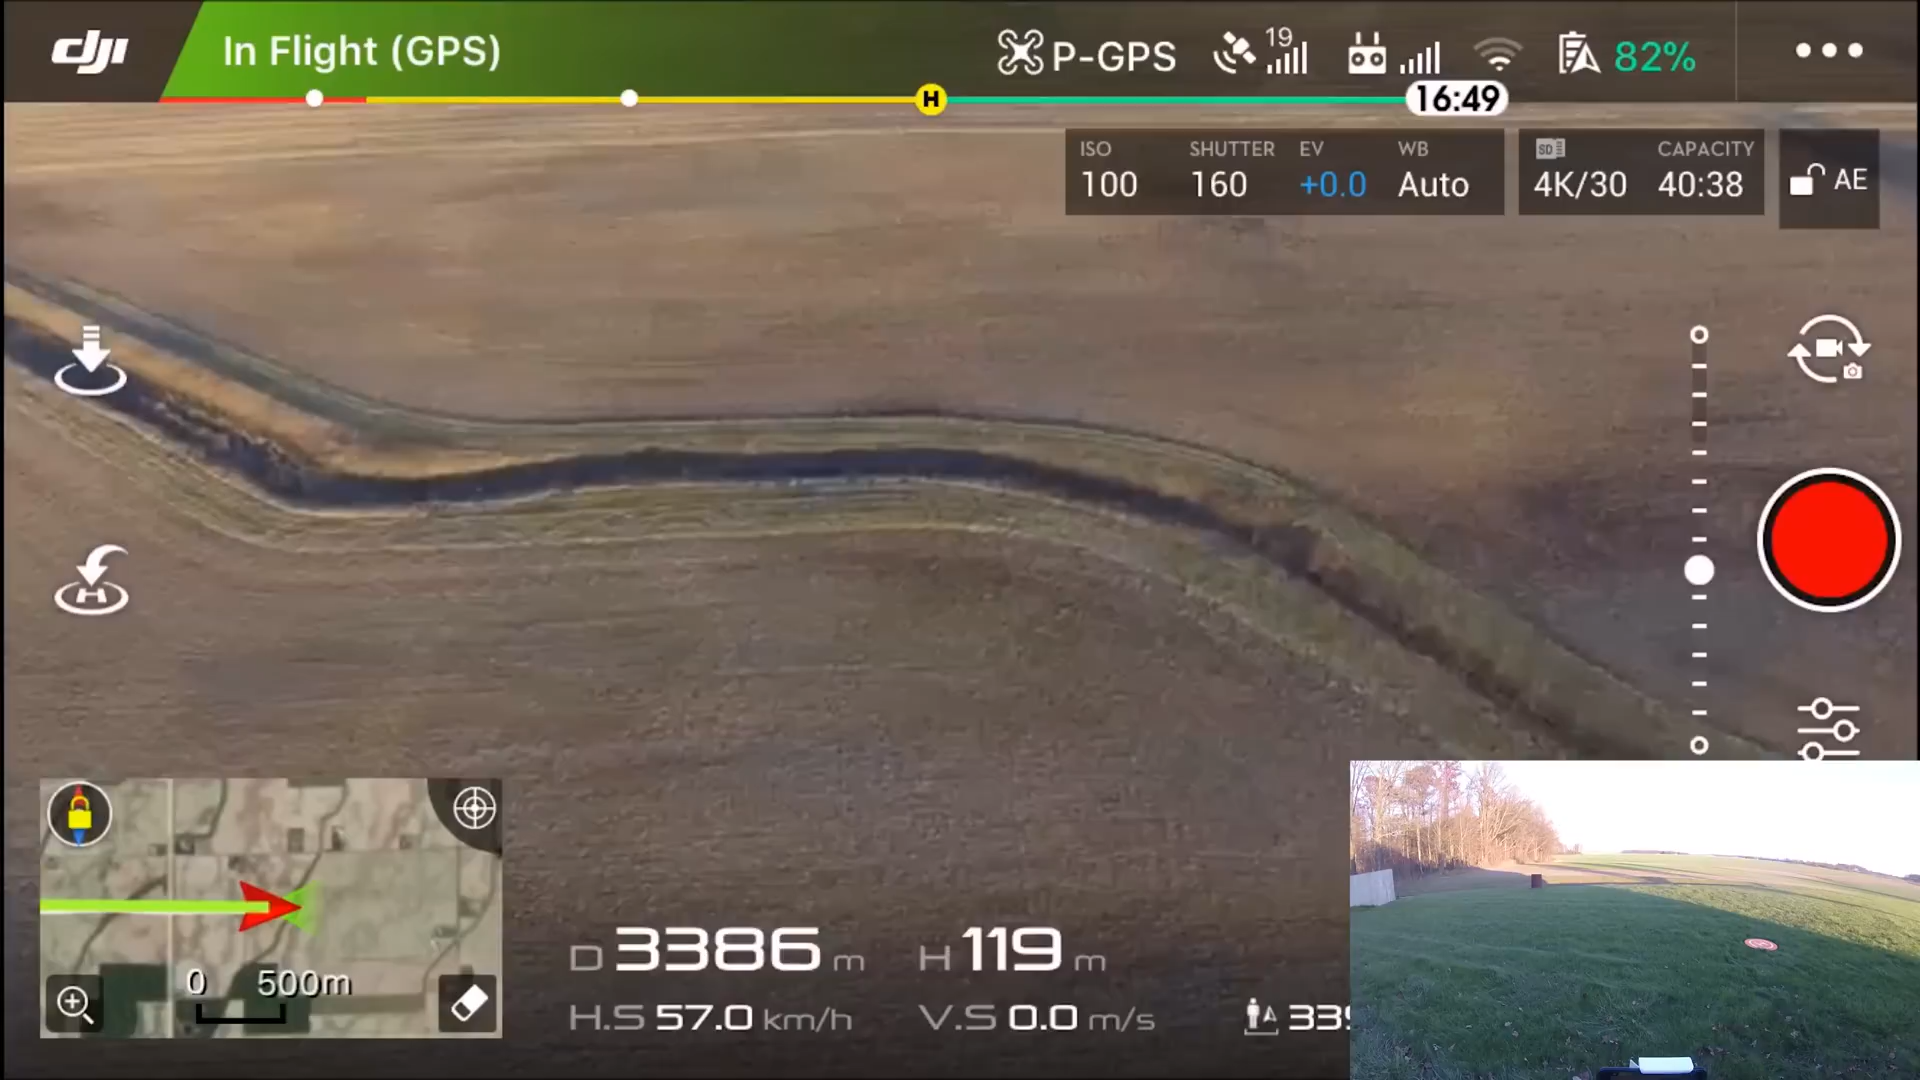 dji
In Flight (GPS)
P-GPS
19
82%
H
16:49
ISO
100
SHUTTER
160
EV
+0.0
WB
Auto
SD
4K/30
CAPACITY
40:38
AE
H
0 500m
D 3386 m
H 119 m
H.S 57.0 km/h
V.S 0.0 m/s